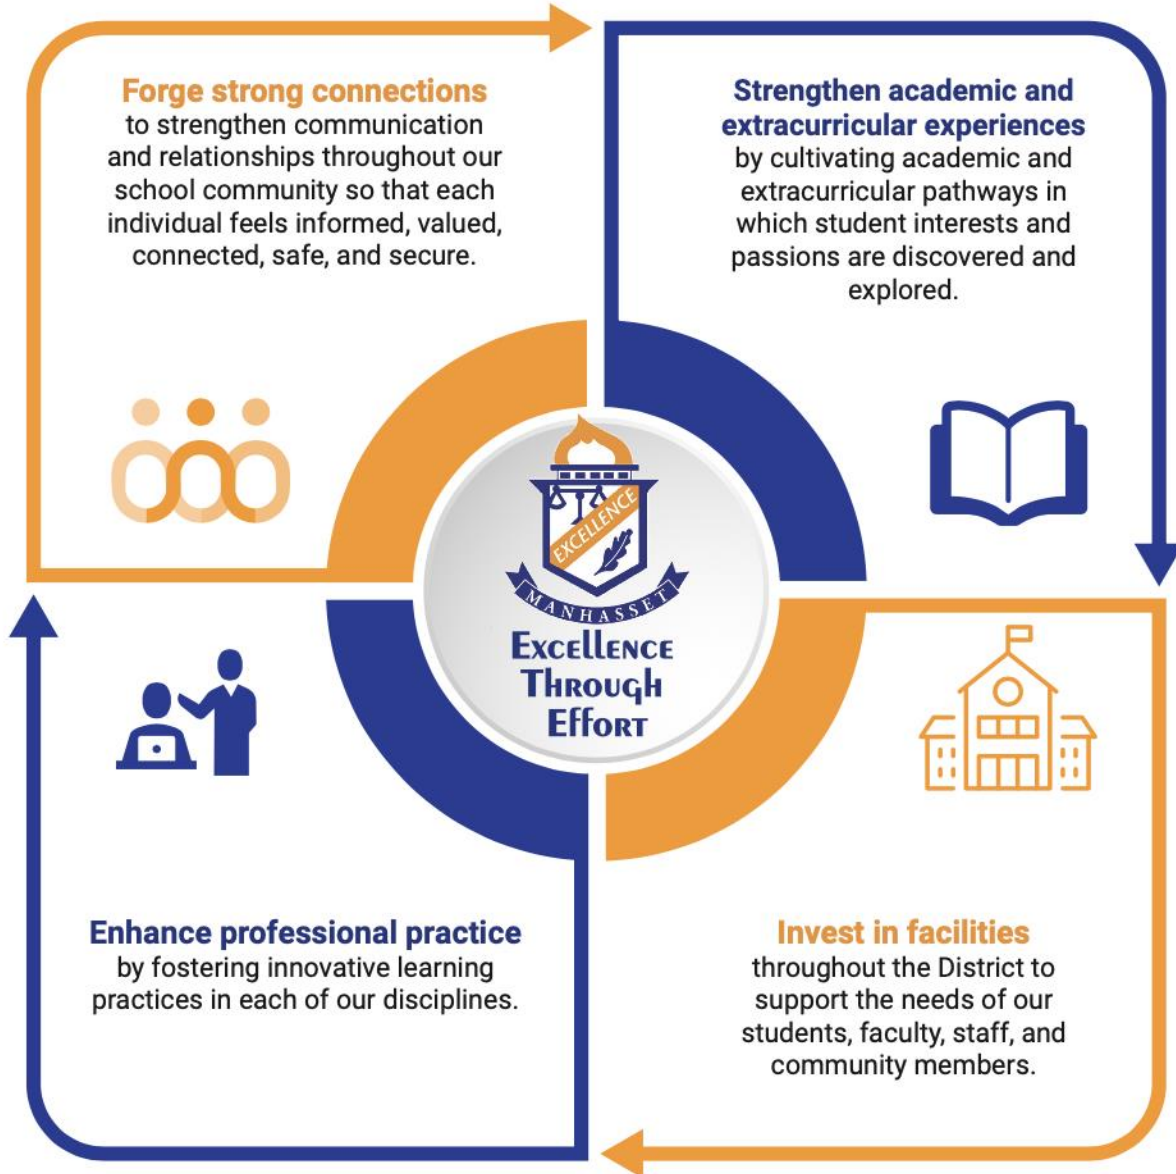 Forge strong connections
to strengthen communication
and relationships throughout our
school community so that each
individual feels informed, valued,
connected, safe, and secure.
Strengthen academic and
extracurricular experiences
by cultivating academic and
extracurricular pathways in
which student interests and
passions are discovered and
explored.
EXCELLENCE
MANHASSET
Excellence
Through
Effort
Enhance professional practice
by fostering innovative learning
practices in each of our disciplines.
Invest in facilities
throughout the District to
support the needs of our
students, faculty, staff, and
community members.